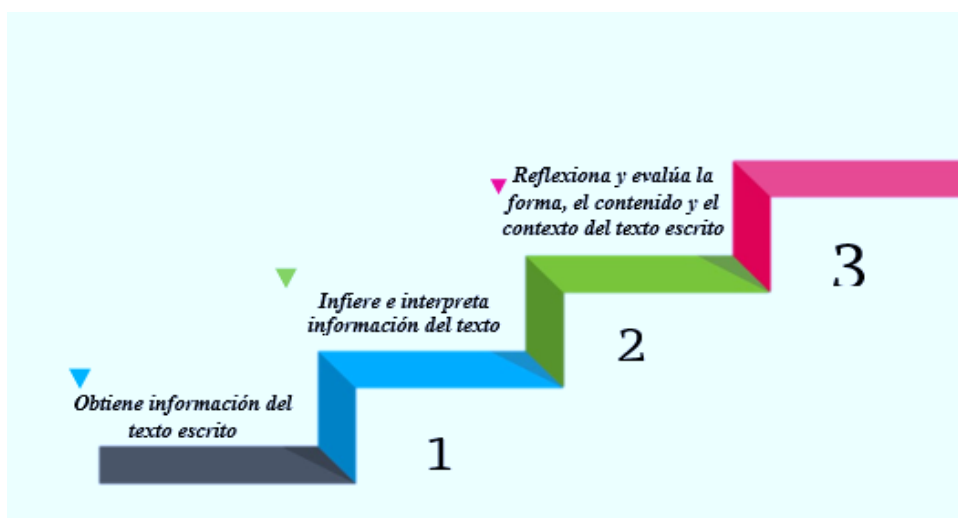 Reflexiona y evalúa la
forma, el contenido y el
contexto del texto escrito
3
Infiere e interpreta
información del texto
2
Obtiene información del
texto escrito
1